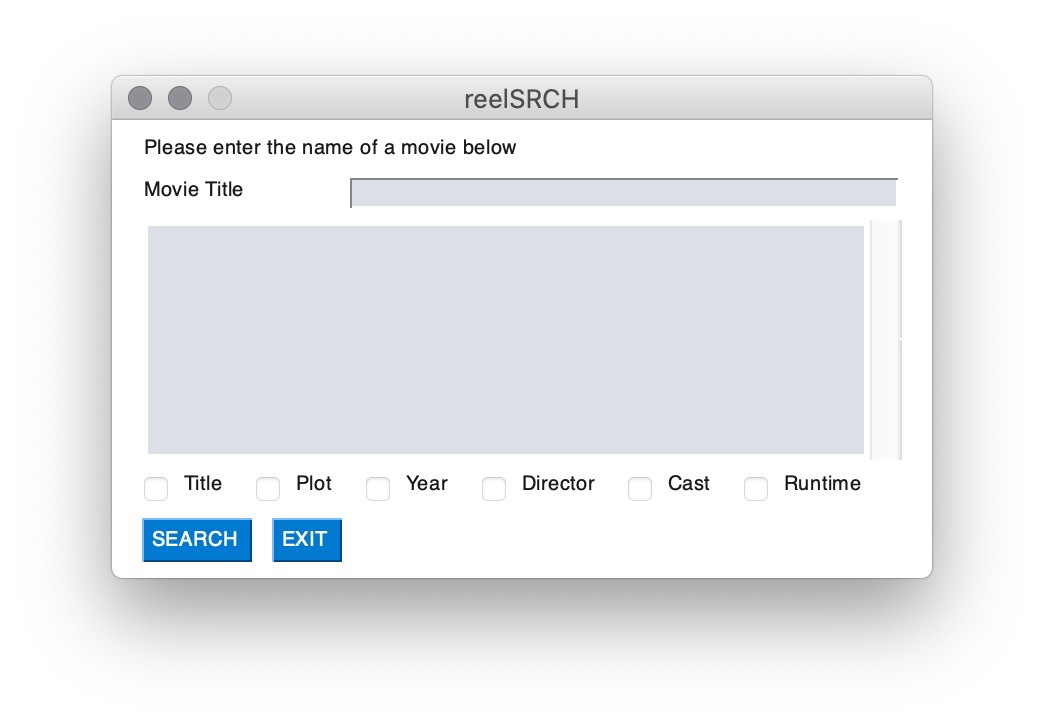 reelSRCH
Please enter the name of a movie below
Movie Title
Title Plot Year Director Cast Runtime
SEARCH EXIT